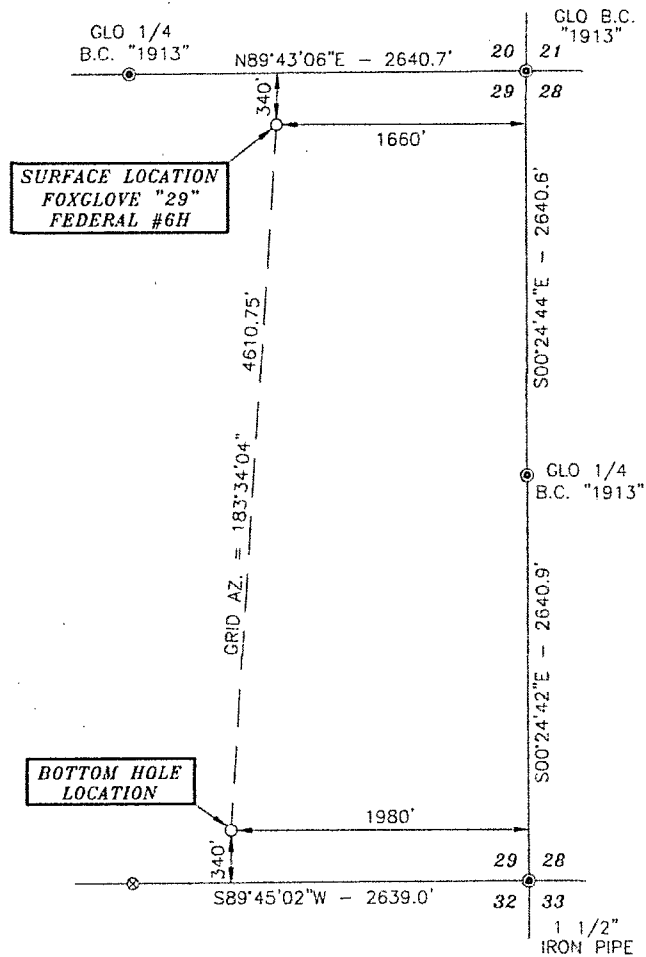 GLO B.C.
"1913"
GLO 1/4
B.C. "1913"
N89°43'06"E - 2640.7'
20 21
29 28
340'
1660'
SURFACE LOCATION
FOXGLOVE "29"
FEDERAL #6H
S00°24'44"E - 2640.6'
4610.75'
GRID AZ. = 183°34'04"
GLO 1/4
B.C. "1913"
S00°24'42"E - 2640.9'
BOTTOM HOLE
LOCATION
1980'
340'
29 28
32 33
S89°45'02"W - 2639.0'
1 1/2"
IRON PIPE